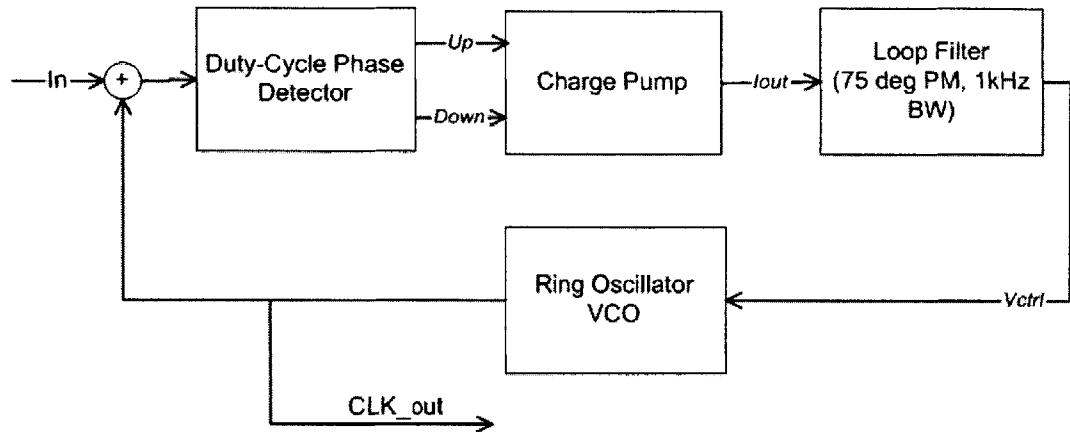 In
+
Duty-Cycle Phase
Detector
Up
Down
Charge Pump
Iout
Loop Filter
(75 deg PM, 1kHz
BW)
Ring Oscillator
VCO
Vctrl
CLK_out